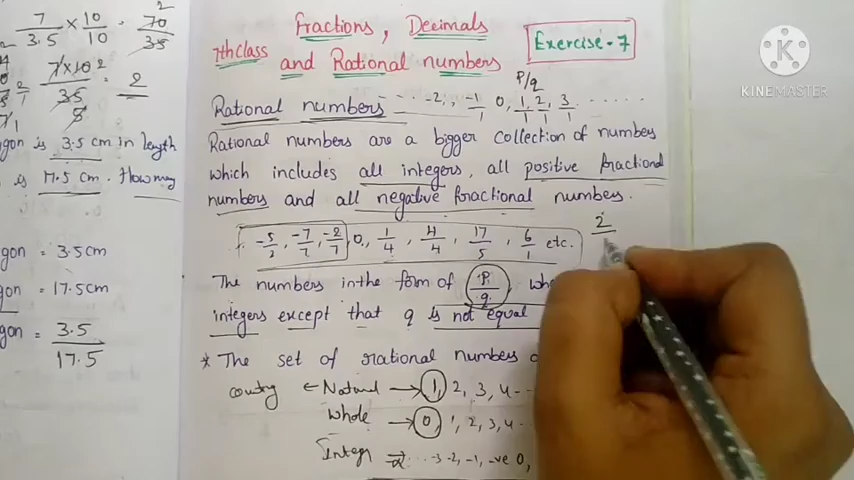 7/3.5 × 10/10 = 70/35
7×10/35 = 2
gon is 3.5cm in length
is 17.5 cm. How many
gon = 3.5cm
gon = 17.5cm
gon = 3.5/17.5
Fractions, Decimals
7th class and Rational numbers
Exercise-7
P/q
Rational numbers -2, -1/1 0, 1/1, 2/1, 3/1 ......
Rational numbers are a bigger collection of numbers
which includes all integers, all positive fractional
numbers and all negative fractional numbers.
-5/2, -7/7, -2/7, 0, 1/4, 4/4, 17/5, 6/1 etc.
2
The numbers in the form of P/q,
integers except that q is not equal
* The set of rational numbers
Natural → 1, 2, 3, 4
whole → 0, 1, 2, 3, 4
-3 -2, -1, -ve 0,
KINEMASTER